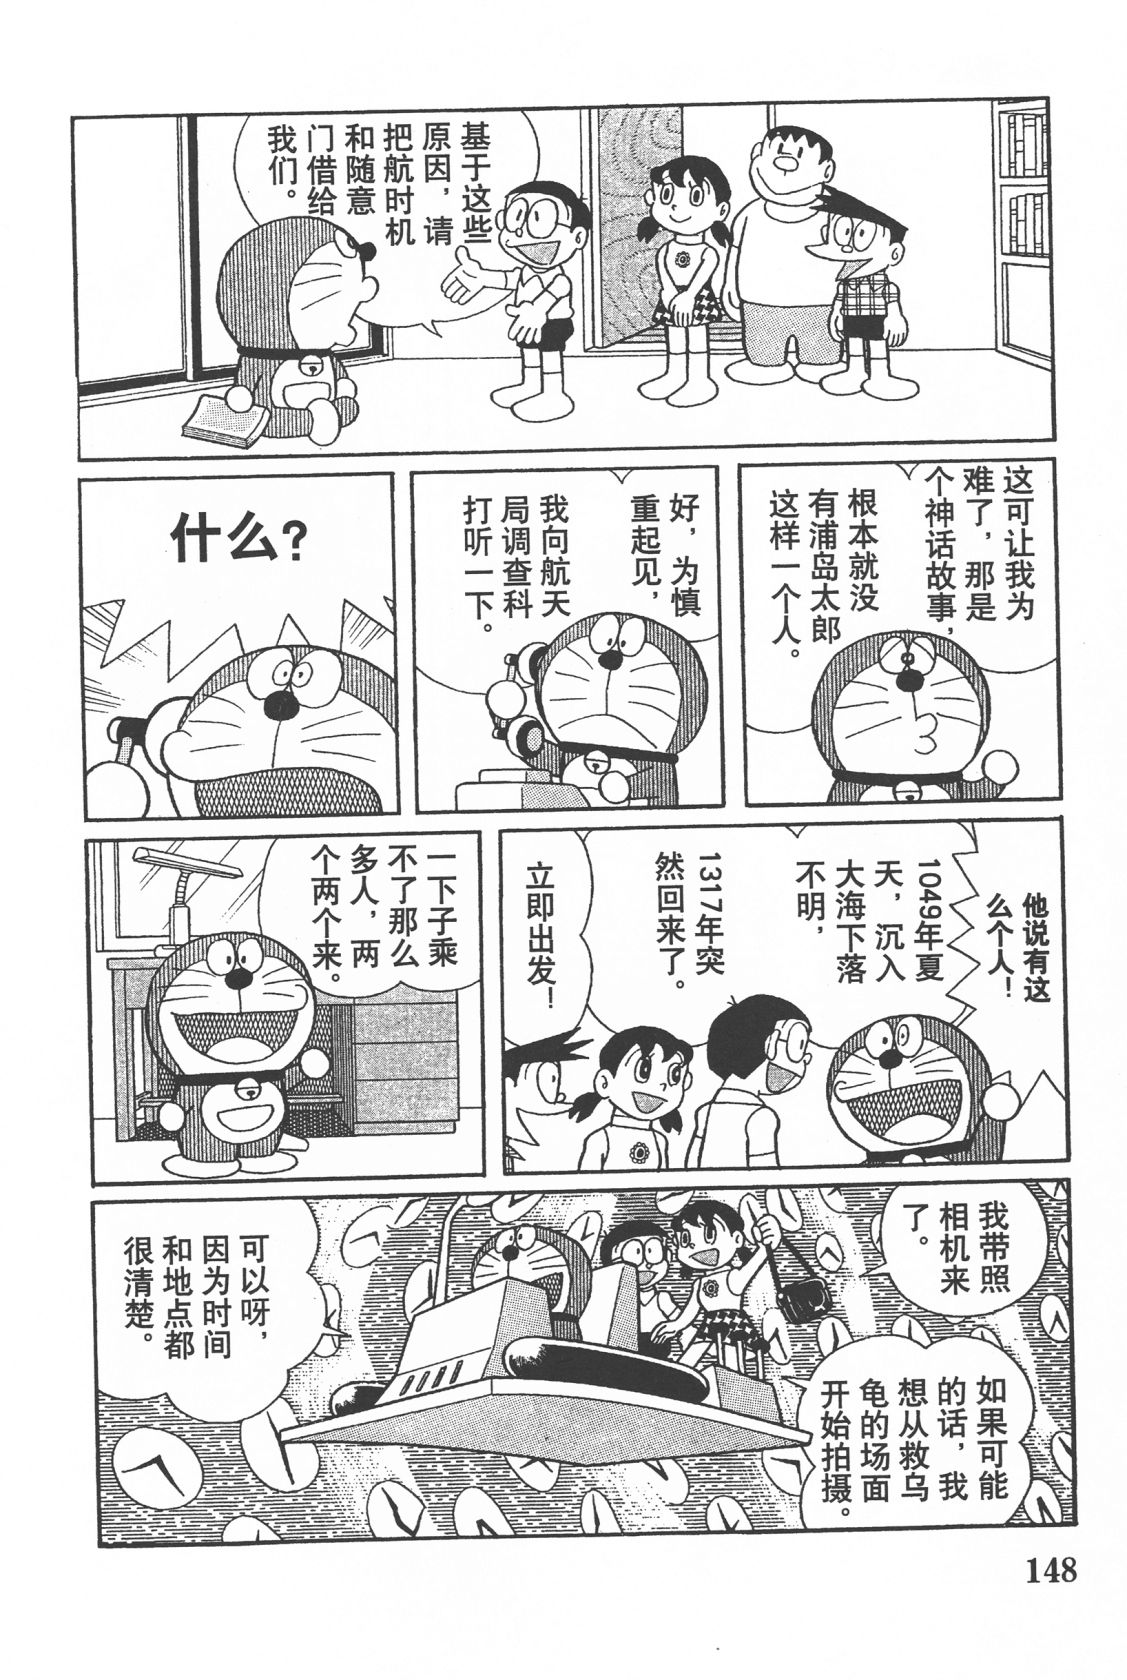 基于这些
原因，请
把航时机
和随意
门借给
我们。
这可让我为
难了，那是
个神话故事，
根本就没
有浦岛太郎
这样一个人。
好，为慎
重起见，
我向航天
局调查科
打听一下。
什么？
他说有这
么个人！
1049年夏
天，沉入
大海下落
不明，
1317年突
然回来了。
立即出发！
一下子乘
不了那么
多人，两
个两个来。
我带照
相机来
了。
如果可能
的话，我
想从救乌
龟的场面
开始拍摄。
可以呀，
因为时间
和地点都
很清楚。
148